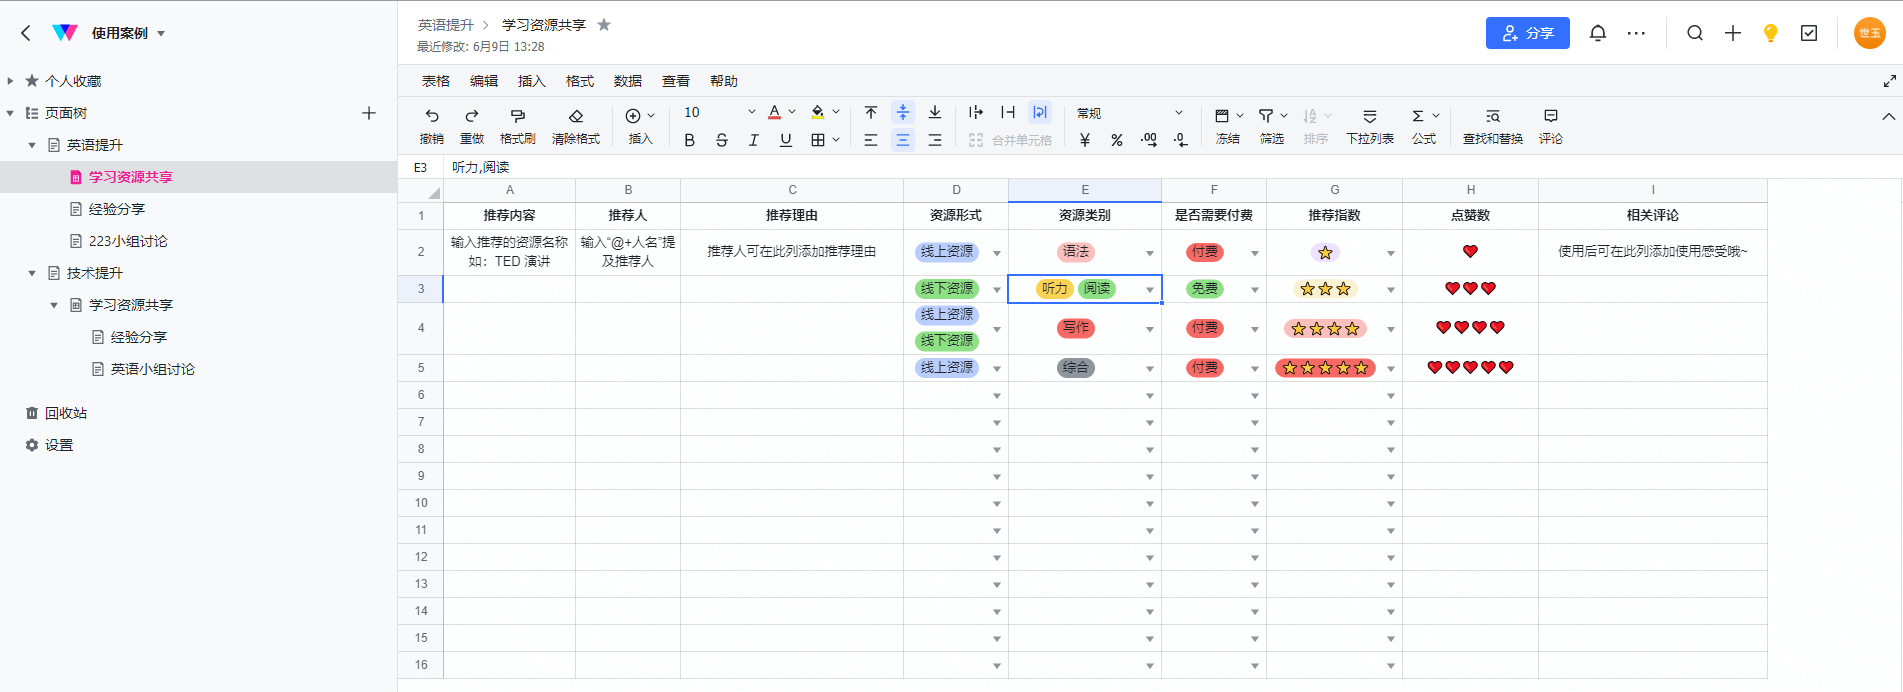 使用案例
个人收藏
页面树
英语提升
学习资源共享
经验分享
223小组讨论
技术提升
学习资源共享
经验分享
英语小组讨论
回收站
设置
英语提升 > 学习资源共享
最近修改: 6月9日 13:28
分享
世玉
表格 编辑 插入 格式 数据 查看 帮助
撤销 重做 格式刷 清除格式 插入 10 A B S I U 合并单元格 常规 ¥ % .00 .0 冻结 筛选 排序 下拉列表 公式 查找和替换 评论
E3 听力,阅读
A B C D E F G H I
1 推荐内容 推荐人 推荐理由 资源形式 资源类别 是否需要付费 推荐指数 点赞数 相关评论
2 输入推荐的资源名称 如：TED 演讲 输入“@+人名”提及推荐人 推荐人可在此列添加推荐理由 线上资源 语法 付费 使用后可在此列添加使用感受哦~
3 线下资源 听力 阅读 免费
4 线上资源 线下资源 写作 付费
5 线上资源 综合 付费
6
7
8
9
10
11
12
13
14
15
16